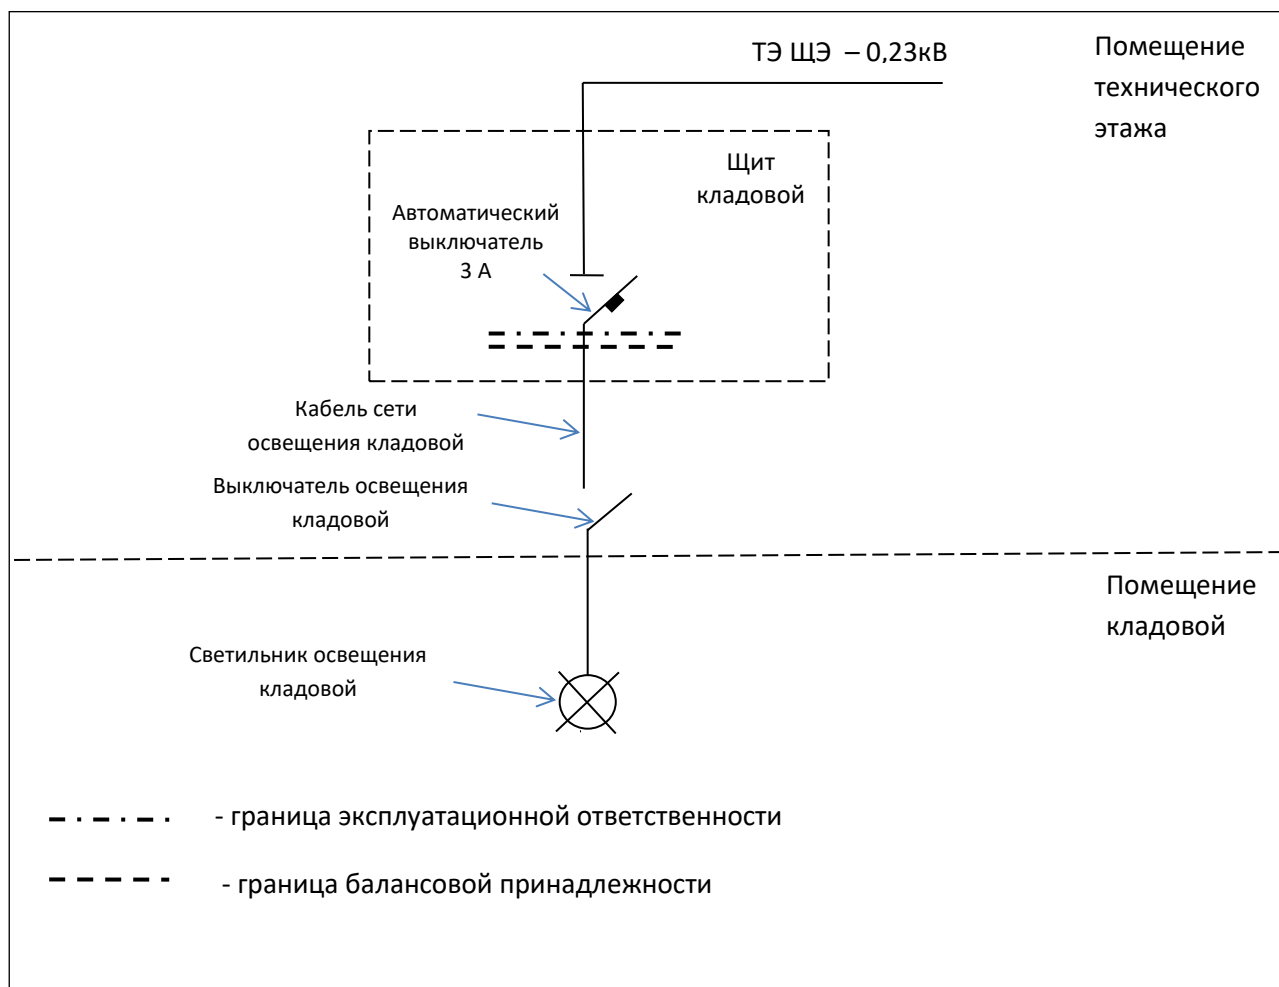 ТЭ ЩЭ – 0,23кВ
Помещение
технического
этажа
Щит
кладовой
Автоматический
выключатель
3 А
Кабель сети
освещения кладовой
Выключатель освещения
кладовой
Помещение
кладовой
Светильник освещения
кладовой
- граница эксплуатационной ответственности
- граница балансовой принадлежности